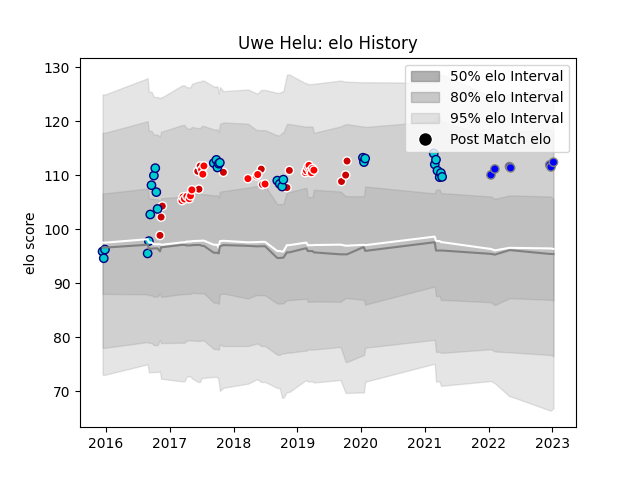 Uwe Helu: elo History
elo score
130
120
110
100
90
80
70
50% elo Interval
80% elo Interval
95% elo Interval
Post Match elo
2016 2017 2018 2019 2020 2021 2022 2023